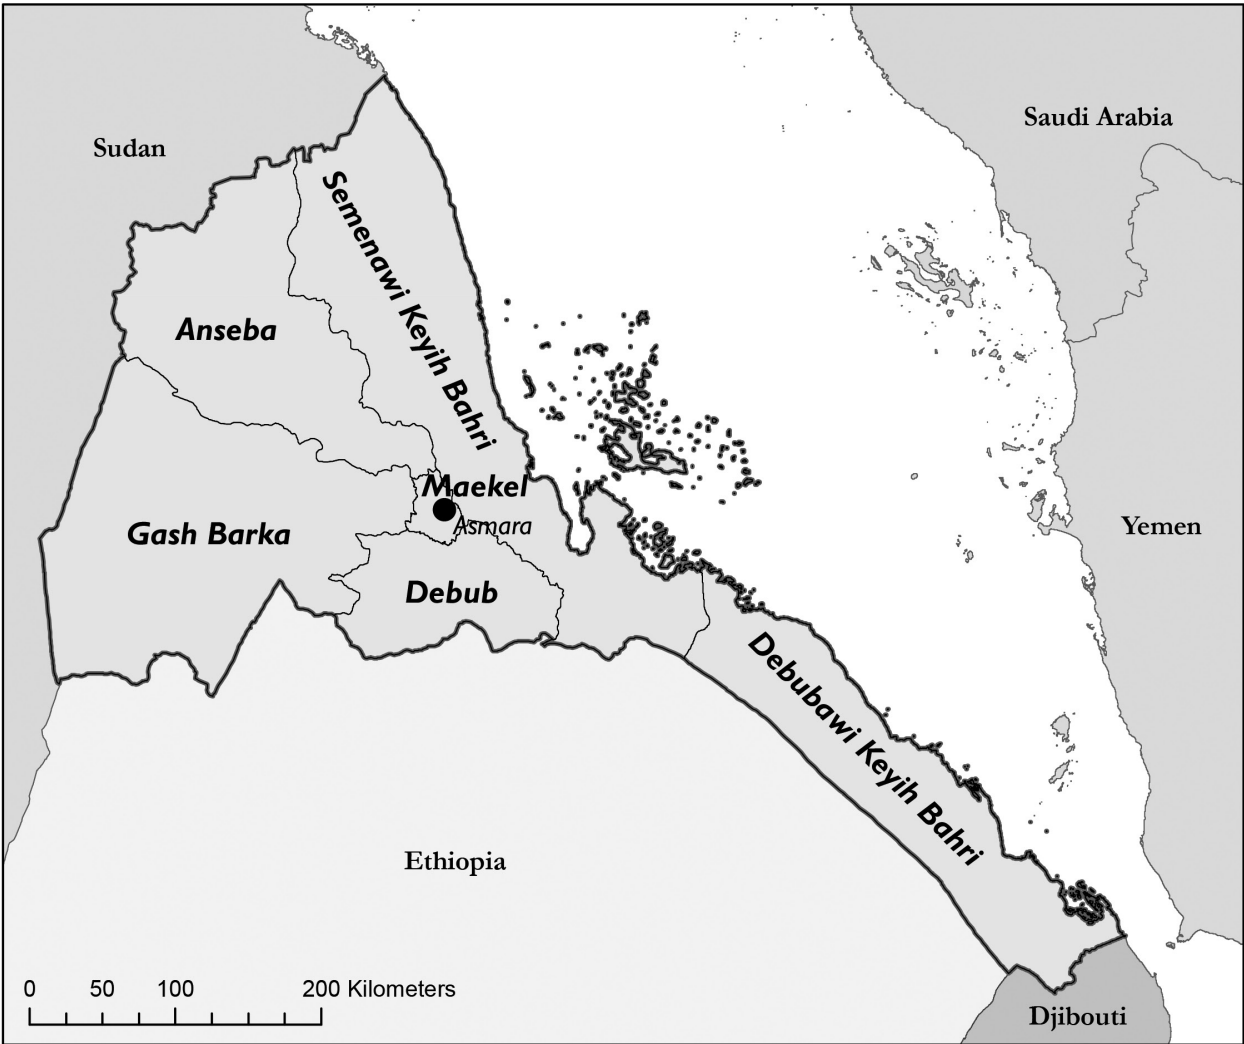 Saudi Arabia
Sudan
Semenawi Keyih Bahri
Anseba
Maekel
Asmara
Yemen
Gash Barka
Debub
Debubawi Keyih Bahri
Ethiopia
0 50 100 200 Kilometers
Djibouti